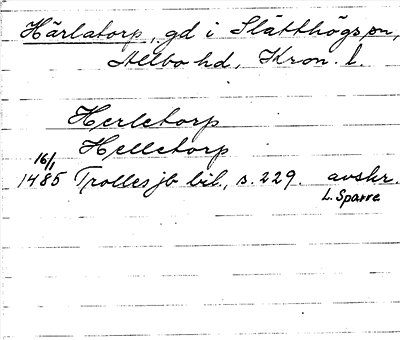 Härlatorp, gd i Slätthögs sn,
Allbo hd, Kron. l.
Herletorp
Helletorp
16/1
1485 Trolles jb bil., s. 229. avskr.
L. Sparre